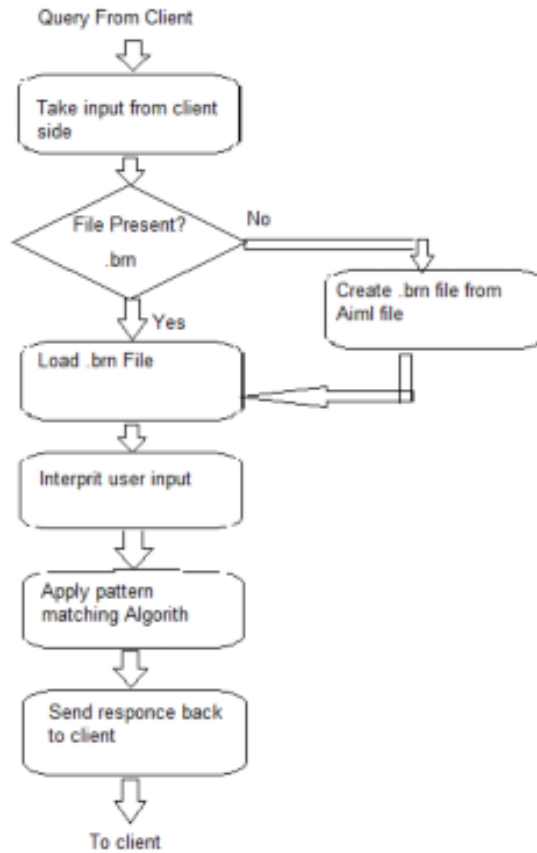 Query From Client
Take input from client
side
File Present?
.brn
No
Create .brn file from
Aiml file
Yes
Load .brn File
Interprit user input
Apply pattern
matching Algorith
Send responce back
to client
To client